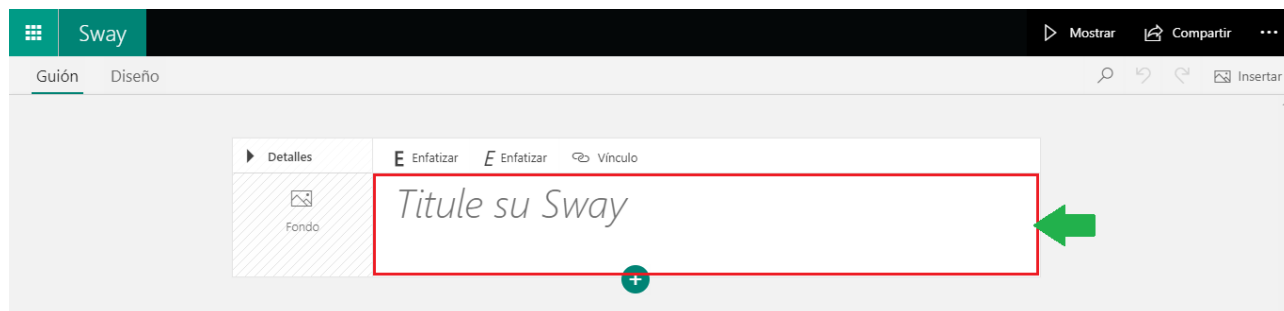 Sway Mostrar Compartir ...
Guión Diseño Insertar
Detalles E Enfatizar E Enfatizar Vínculo
Titule su Sway
Fondo